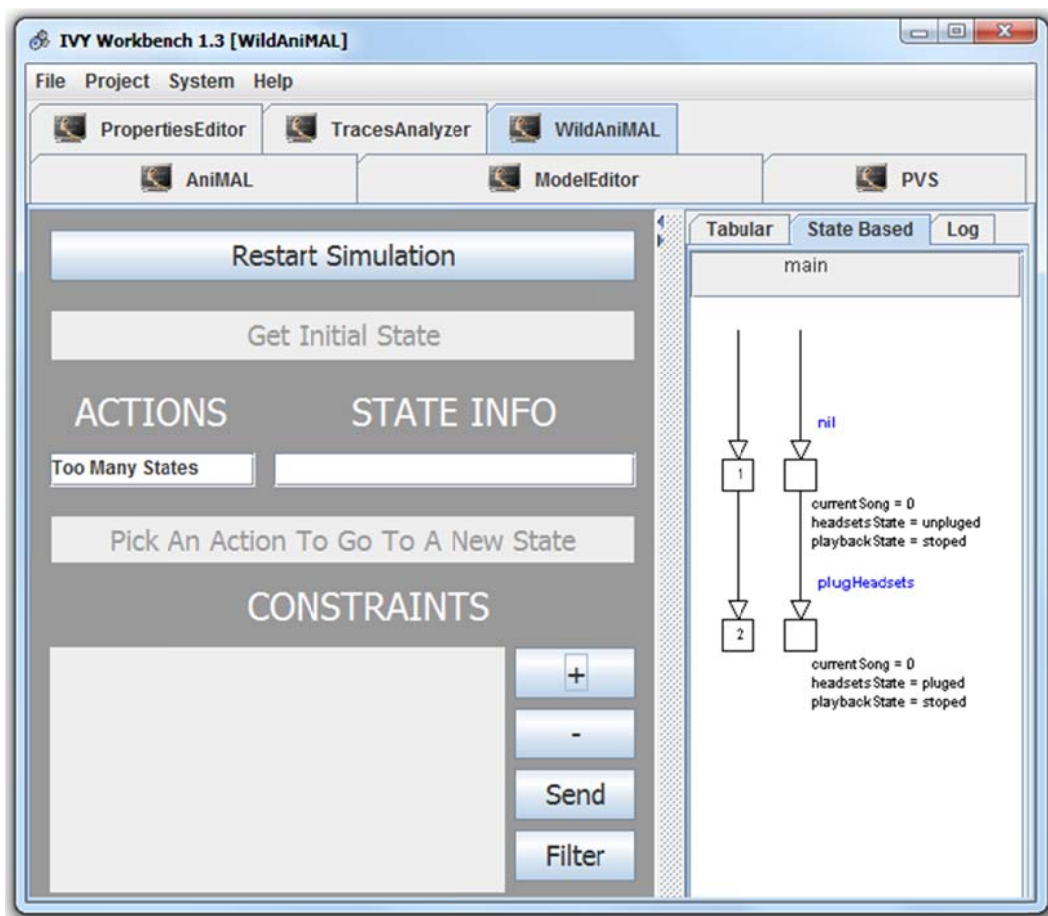 IVY Workbench 1.3 [WildAniMAL]
File Project System Help
PropertiesEditor TracesAnalyzer WildAniMAL
AniMAL ModelEditor PVS
Restart Simulation
Get Initial State
ACTIONS STATE INFO
Too Many States
Pick An Action To Go To A New State
CONSTRAINTS
+
-
Send
Filter
Tabular State Based Log
main
nil
1
currentSong = 0
headsetsState = unpluged
playbackState = stoped
plugHeadsets
2
currentSong = 0
headsetsState = pluged
playbackState = stoped